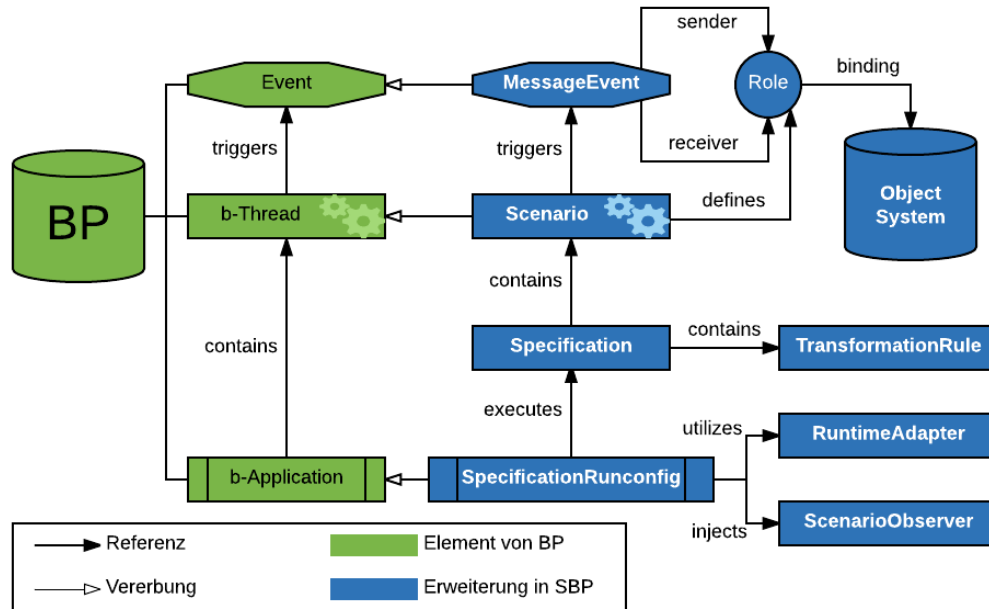 sender
Event
MessageEvent
Role
binding
triggers
triggers
receiver
BP
b-Thread
Scenario
defines
Object
System
contains
contains
Specification
contains
TransformationRule
executes
utilizes
RuntimeAdapter
b-Application
SpecificationRunconfig
injects
ScenarioObserver
Referenz
Element von BP
Vererbung
Erweiterung in SBP